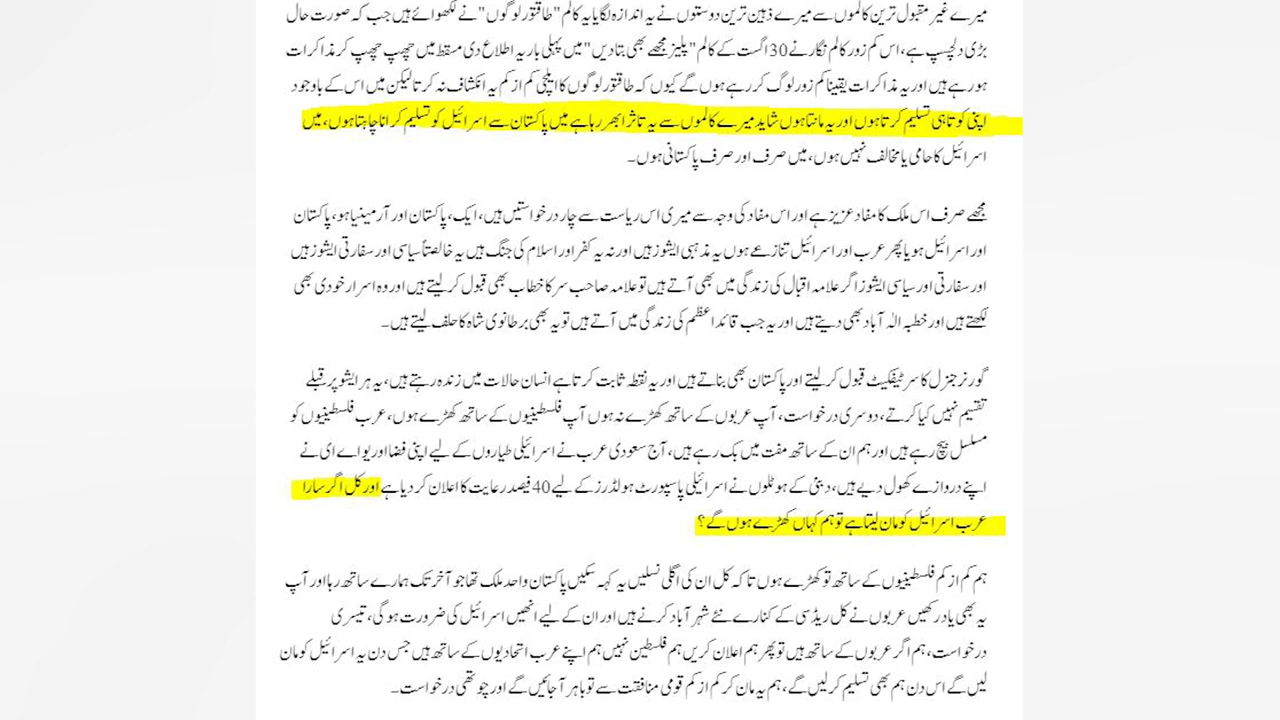 میرے غیر مقبول ترین کالموں سے میرے ذہین ترین دوستوں نے یہ اندازہ لگایا یہ کالم "طاقتور لوگوں" نے لکھوائے ہیں جب کہ صورت حال
بڑی دلچسپ ہے، اس کم زور کالم نگار نے 30 اگست کے کالم "پلیز مجھے بھی بتا دیں" میں پہلی بار یہ اطلاع دی مسقط میں چھپ چھپ کر مذاکرات
ہو رہے ہیں اور یہ مذاکرات یقینا کم زور لوگ کر رہے ہوں گے کیوں کہ طاقتور لوگوں کا ایلچی کم از کم یہ انکشاف نہ کرتا لیکن میں اس کے باوجود
اپنی کوتاہی تسلیم کرتا ہوں اور یہ مانتا ہوں شاید میرے کالموں سے یہ تاثر ابھر رہا ہے میں پاکستان سے اسرائیل کو تسلیم کرانا چاہتا ہوں، میں
اسرائیل کا حامی یا مخالف نہیں ہوں، میں صرف اور صرف پاکستانی ہوں۔
مجھے صرف اس ملک کا مفاد عزیز ہے اور اس مفاد کی وجہ سے میری اس ریاست سے چار درخواستیں ہیں، ایک، پاکستان اور آرمینیا ہو، پاکستان
اور اسرائیل ہو یا پھر عرب اور اسرائیل تنازعے ہوں یہ مذہبی ایشوز ہیں اور نہ یہ کفر اور اسلام کی جنگ ہیں یہ خالصتاً سیاسی اور سفارتی ایشوز ہیں
اور سفارتی اور سیاسی ایشوز اگر علامہ اقبال کی زندگی میں بھی آتے ہیں تو علامہ صاحب سر کا خطاب بھی قبول کر لیتے ہیں اور وہ اسرار خودی بھی
لکھتے ہیں اور خطبہ الٰہ آباد بھی دیتے ہیں اور یہ جب قائداعظم کی زندگی میں آتے ہیں تو یہ بھی برطانوی شاہ کا حلف لیتے ہیں۔
گورنر جنرل کا سرٹیفکیٹ قبول کر لیتے اور پاکستان بھی بناتے ہیں اور یہ نقطہ ثابت کرتا ہے انسان حالات میں زندہ رہتے ہیں، یہ ہر ایشو پر قبلے
تقسیم نہیں کیا کرتے، دوسری درخواست، آپ عربوں کے ساتھ کھڑے نہ ہوں آپ فلسطینیوں کے ساتھ کھڑے ہوں، عرب فلسطینیوں کو
مسلسل بیچ رہے ہیں اور ہم ان کے ساتھ مفت میں بک رہے ہیں، آج سعودی عرب نے اسرائیلی طیاروں کے لیے اپنی فضا اور یو اے ای نے
اپنے دروازے کھول دیے ہیں، دبئی کے ہوٹلوں نے اسرائیلی پاسپورٹ ہولڈرز کے لیے 40 فیصد رعایت کا اعلان کر دیا ہے اور کل اگر سارا
عرب اسرائیل کو مان لیتا ہے تو ہم کہاں کھڑے ہوں گے؟
ہم کم از کم فلسطینیوں کے ساتھ تو کھڑے ہوں تا کہ کل ان کی اگلی نسلیں یہ کہہ سکیں پاکستان واحد ملک تھا جو آخر تک ہمارے ساتھ رہا اور آپ
یہ بھی یاد رکھیں عربوں نے کل ریڈ سی کے کنارے نئے شہر آباد کرنے ہیں اور ان کے لیے انھیں اسرائیل کی ضرورت ہو گی، تیسری
درخواست، ہم اگر عربوں کے ساتھ ہیں تو پھر ہم اعلان کریں ہم فلسطین نہیں ہم اپنے عرب اتحادیوں کے ساتھ ہیں جس دن یہ اسرائیل کو مان
لیں گے اس دن ہم بھی تسلیم کر لیں گے، ہم یہ مان کر کم از کم قومی منافقت سے تو باہر آ جائیں گے اور چوتھی درخواست۔